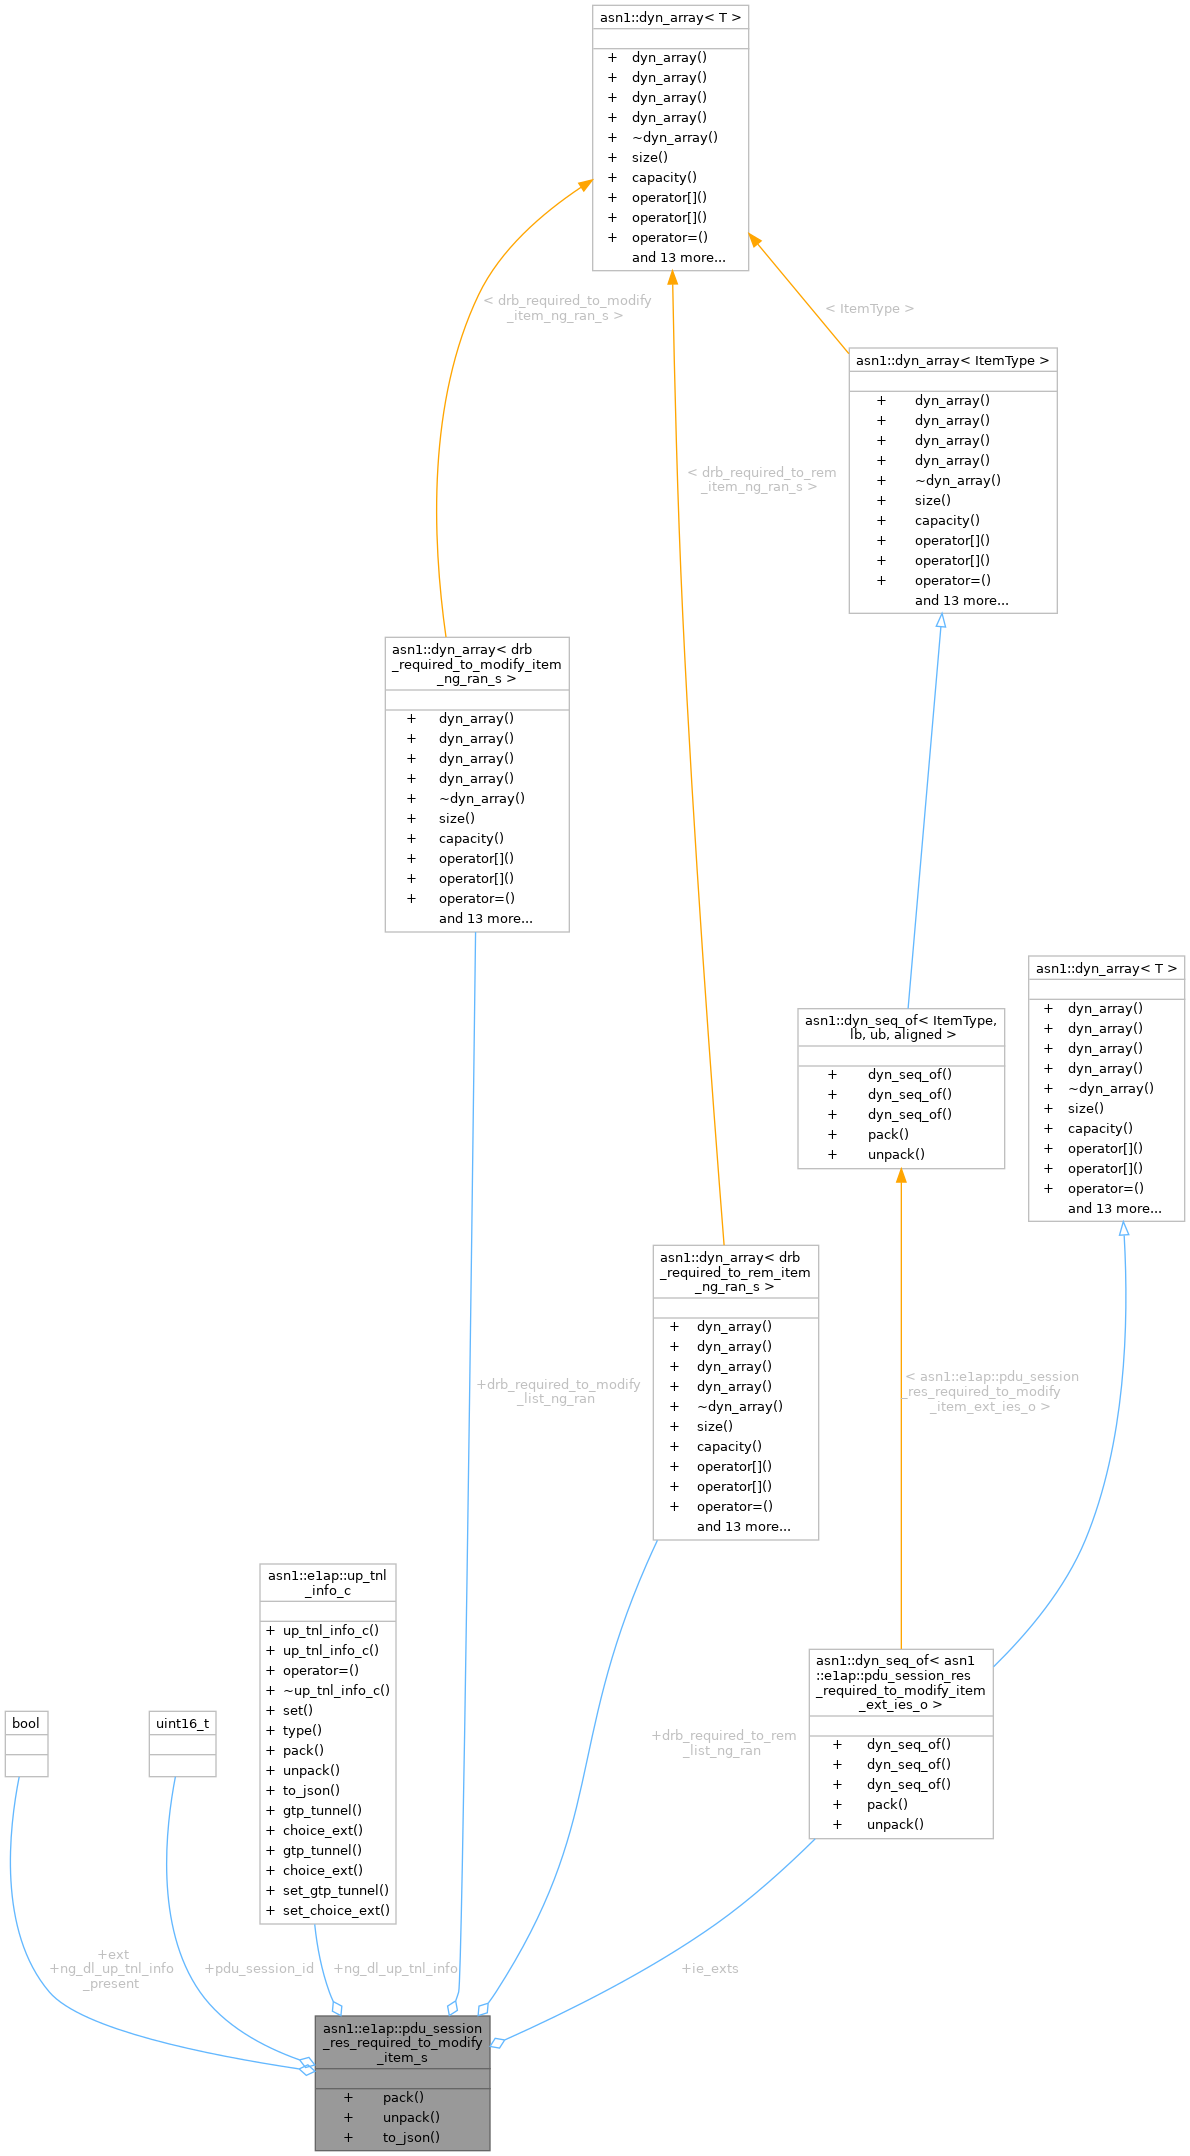 asn1::dyn_array< T >
+ dyn_array()
+ dyn_array()
+ dyn_array()
+ dyn_array()
+ ~dyn_array()
+ size()
+ capacity()
+ operator[]()
+ operator[]()
+ operator=()
and 13 more...
< drb_required_to_modify
_item_ng_ran_s >
< ItemType >
asn1::dyn_array< ItemType >
+ dyn_array()
+ dyn_array()
+ dyn_array()
+ dyn_array()
+ ~dyn_array()
+ size()
+ capacity()
+ operator[]()
+ operator[]()
+ operator=()
and 13 more...
< drb_required_to_rem
_item_ng_ran_s >
asn1::dyn_array< drb
_required_to_modify_item
_ng_ran_s >
+ dyn_array()
+ dyn_array()
+ dyn_array()
+ dyn_array()
+ ~dyn_array()
+ size()
+ capacity()
+ operator[]()
+ operator[]()
+ operator=()
and 13 more...
asn1::dyn_seq_of< ItemType,
lb, ub, aligned >
+ dyn_seq_of()
+ dyn_seq_of()
+ dyn_seq_of()
+ pack()
+ unpack()
asn1::dyn_array< T >
+ dyn_array()
+ dyn_array()
+ dyn_array()
+ dyn_array()
+ ~dyn_array()
+ size()
+ capacity()
+ operator[]()
+ operator[]()
+ operator=()
and 13 more...
asn1::dyn_array< drb
_required_to_rem_item
_ng_ran_s >
+ dyn_array()
+ dyn_array()
+ dyn_array()
+ dyn_array()
+ ~dyn_array()
+ size()
+ capacity()
+ operator[]()
+ operator[]()
+ operator=()
and 13 more...
+drb_required_to_modify
_list_ng_ran
< asn1::e1ap::pdu_session
_res_required_to_modify
_item_ext_ies_o >
asn1::e1ap::up_tnl
_info_c
+ up_tnl_info_c()
+ up_tnl_info_c()
+ operator=()
+ ~up_tnl_info_c()
+ set()
+ type()
+ pack()
+ unpack()
+ to_json()
+ gtp_tunnel()
+ choice_ext()
+ gtp_tunnel()
+ choice_ext()
+ set_gtp_tunnel()
+ set_choice_ext()
asn1::dyn_seq_of< asn1
::e1ap::pdu_session_res
_required_to_modify_item
_ext_ies_o >
+ dyn_seq_of()
+ dyn_seq_of()
+ dyn_seq_of()
+ pack()
+ unpack()
bool
uint16_t
+drb_required_to_rem
_list_ng_ran
+ext
+ng_dl_up_tnl_info
_present
+pdu_session_id
+ng_dl_up_tnl_info
+ie_exts
asn1::e1ap::pdu_session
_res_required_to_modify
_item_s
+ pack()
+ unpack()
+ to_json()